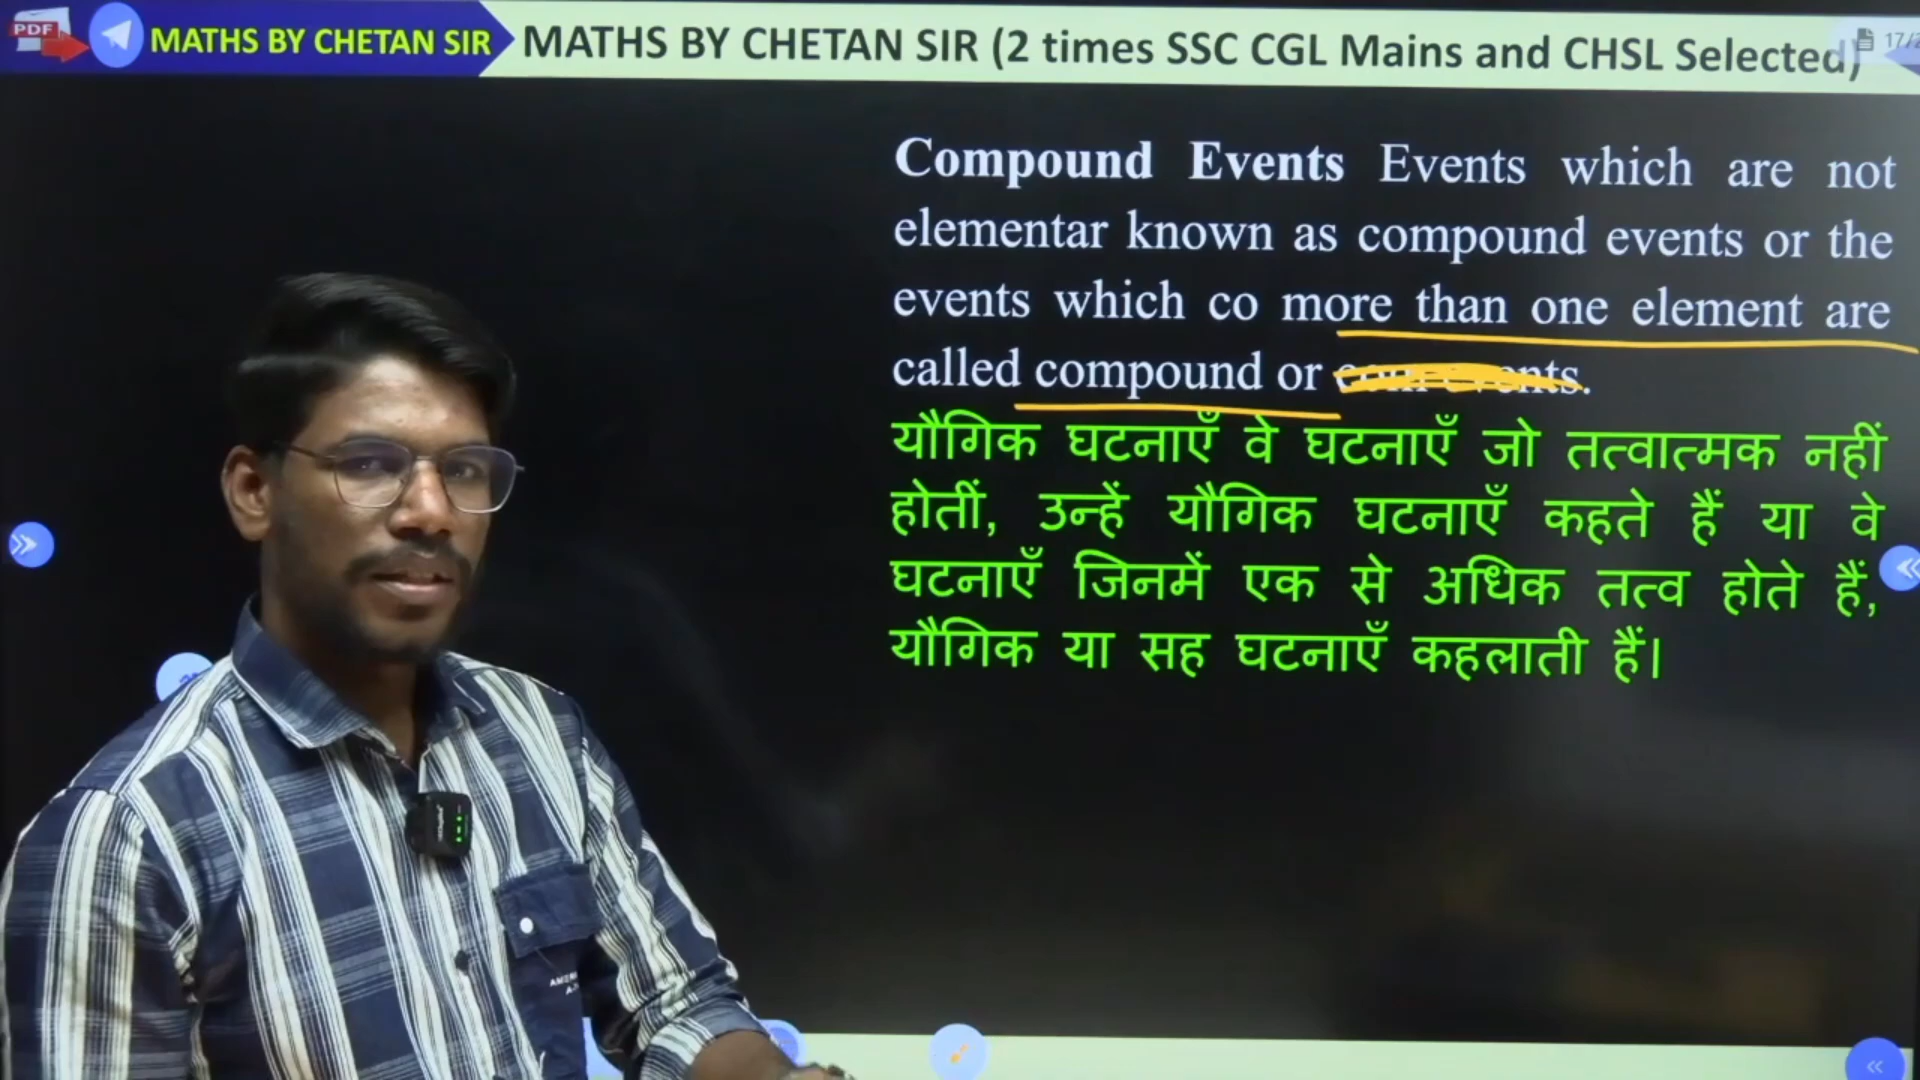 PDF
MATHS BY CHETAN SIR
MATHS BY CHETAN SIR (2 times SSC CGL Mains and CHSL Selected)
Compound Events Events which are not
elementar known as compound events or the
events which co more than one element are
called compound or
यौगिक घटनाएँ वे घटनाएँ जो तत्वात्मक नहीं
होतीं, उन्हें यौगिक घटनाएँ कहते हैं या वे
घटनाएँ जिनमें एक से अधिक तत्व होते हैं,
यौगिक या सह घटनाएँ कहलाती हैं।